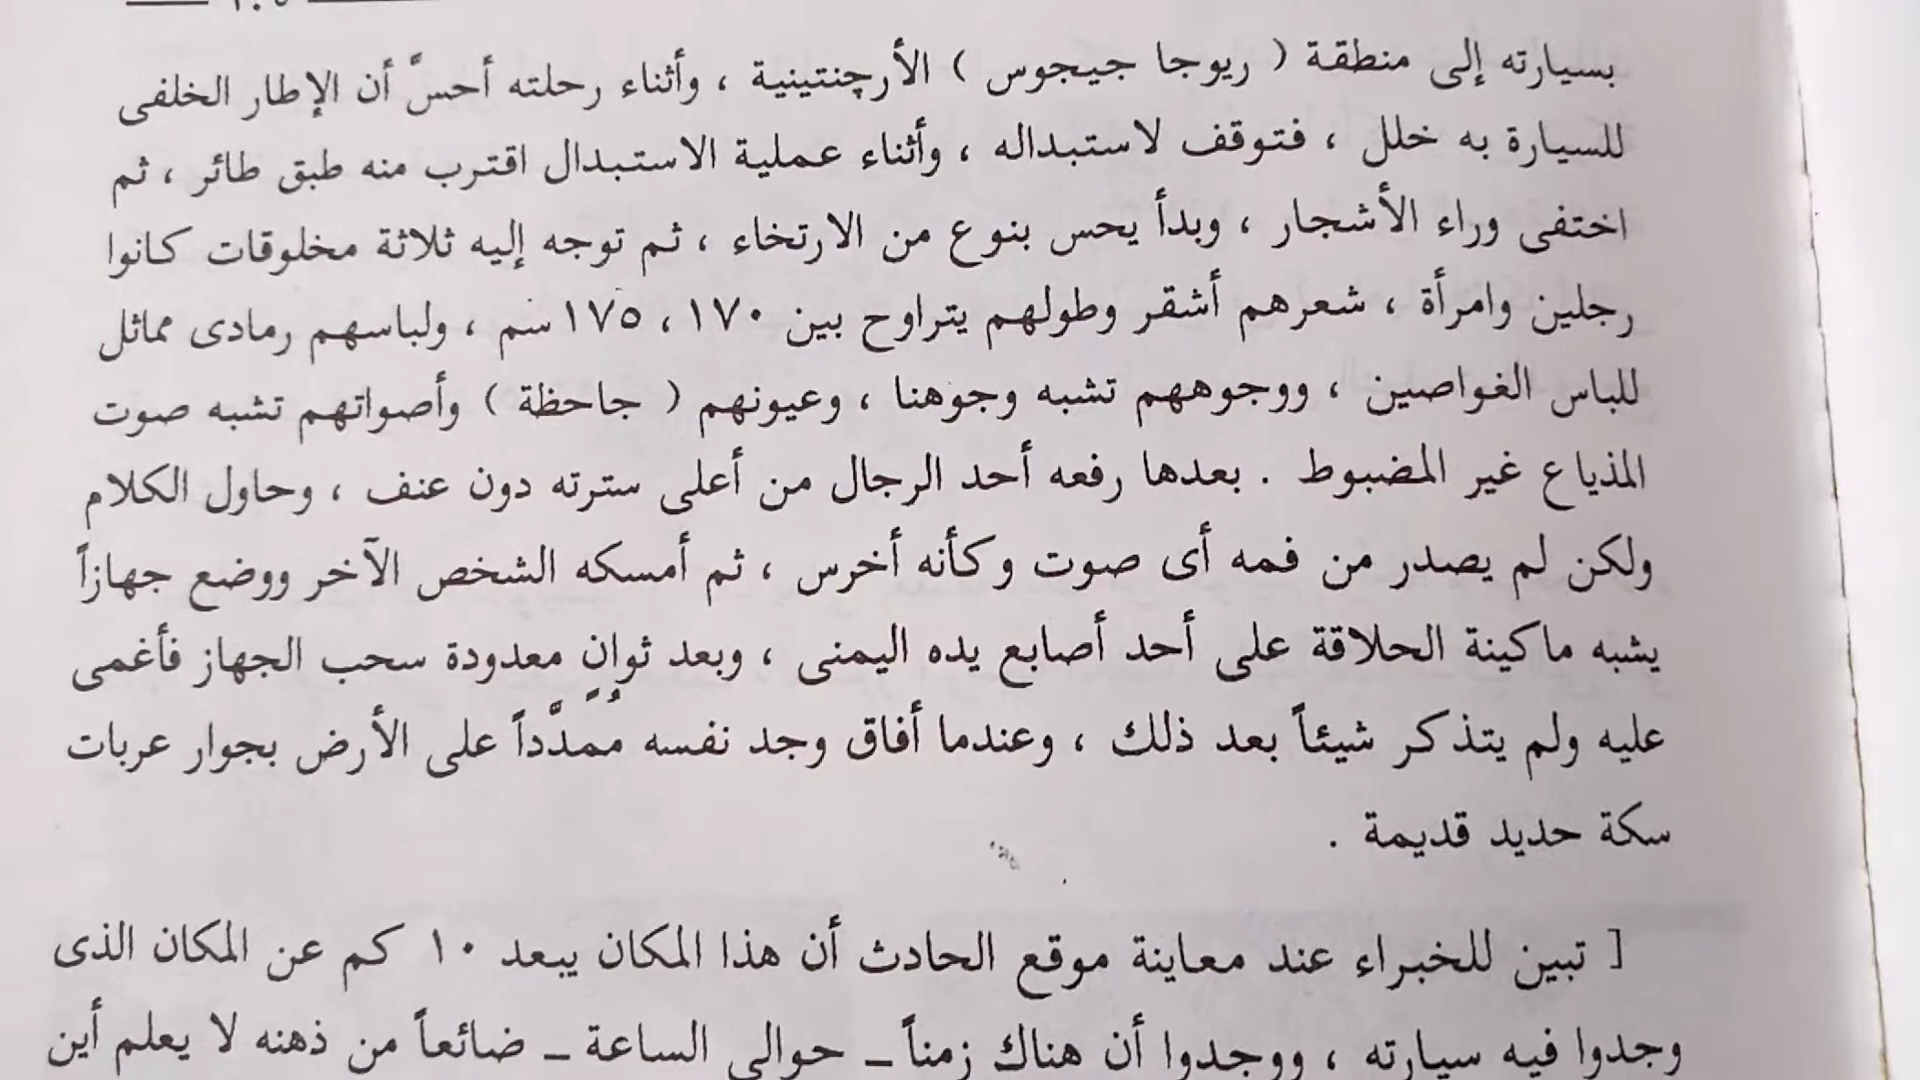 بسيارته إلى منطقة ( ريوجا جيجوس ) الأرچنتينية ، وأثناء رحلته أحسَّ أن الإطار الخلفى
للسيارة به خلل ، فتوقف لاستبداله ، وأثناء عملية الاستبدال اقترب منه طبق طائر ، ثم
اختفى وراء الأشجار ، وبدأ يحس بنوع من الارتخاء ، ثم توجه إليه ثلاثة مخلوقات كانوا
رجلين وامرأة ، شعرهم أشقر وطولهم يتراوح بين ١٧٠ ، ١٧٥ سم ، ولباسهم رمادى مماثل
للباس الغواصين ، ووجوههم تشبه وجوهنا ، وعيونهم ( جاحظة ) وأصواتهم تشبه صوت
المذياع غير المضبوط . بعدها رفعه أحد الرجال من أعلى سترته دون عنف ، وحاول الكلام
ولكن لم يصدر من فمه أى صوت وكأنه أخرس ، ثم أمسكه الشخص الآخر ووضع جهازاً
يشبه ماكينة الحلاقة على أحد أصابع يده اليمنى ، وبعد ثوانٍ معدودة سحب الجهاز فأغمى
عليه ولم يتذكر شيئاً بعد ذلك ، وعندما أفاق وجد نفسه ممدَّداً على الأرض بجوار عربات
سكة حديد قديمة .
[ تبين للخبراء عند معاينة موقع الحادث أن هذا المكان يبعد ١٠ كم عن المكان الذى
وجدوا فيه سيارته ، ووجدوا أن هناك زمناً ــ حوالى الساعة ــ ضائعاً من ذهنه لا يعلم أين